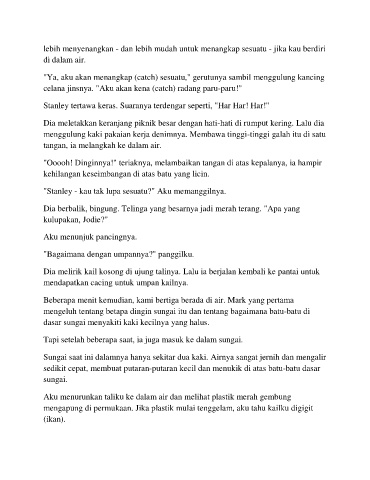 lebih menyenangkan - dan lebih mudah untuk menangkap sesuatu - jika kau berdiri
di dalam air.
"Ya, aku akan menangkap (catch) sesuatu," gerutunya sambil menggulung kancing
celana jinsnya. "Aku akan kena (catch) radang paru-paru!"
Stanley tertawa keras. Suaranya terdengar seperti, "Har Har! Har!"
Dia meletakkan keranjang piknik besar dengan hati-hati di rumput kering. Lalu dia
menggulung kaki pakaian kerja denimnya. Membawa tinggi-tinggi galah itu di satu
tangan, ia melangkah ke dalam air.
"Ooooh! Dinginnya!" teriaknya, melambaikan tangan di atas kepalanya, ia hampir
kehilangan keseimbangan di atas batu yang licin.
"Stanley - kau tak lupa sesuatu?" Aku memanggilnya.
Dia berbalik, bingung. Telinga yang besarnya jadi merah terang. "Apa yang
kulupakan, Jodie?"
Aku menunjuk pancingnya.
"Bagaimana dengan umpannya?" panggilku.
Dia melirik kail kosong di ujung talinya. Lalu ia berjalan kembali ke pantai untuk
mendapatkan cacing untuk umpan kailnya.
Beberapa menit kemudian, kami bertiga berada di air. Mark yang pertama
mengeluh tentang betapa dingin sungai itu dan tentang bagaimana batu-batu di
dasar sungai menyakiti kaki kecilnya yang halus.
Tapi setelah beberapa saat, ia juga masuk ke dalam sungai.
Sungai saat ini dalamnya hanya sekitar dua kaki. Airnya sangat jernih dan mengalir
sedikit cepat, membuat putaran-putaran kecil dan menukik di atas batu-batu dasar
sungai.
Aku menurunkan taliku ke dalam air dan melihat plastik merah gembung
mengapung di permukaan. Jika plastik mulai tenggelam, aku tahu kailku digigit
(ikan).